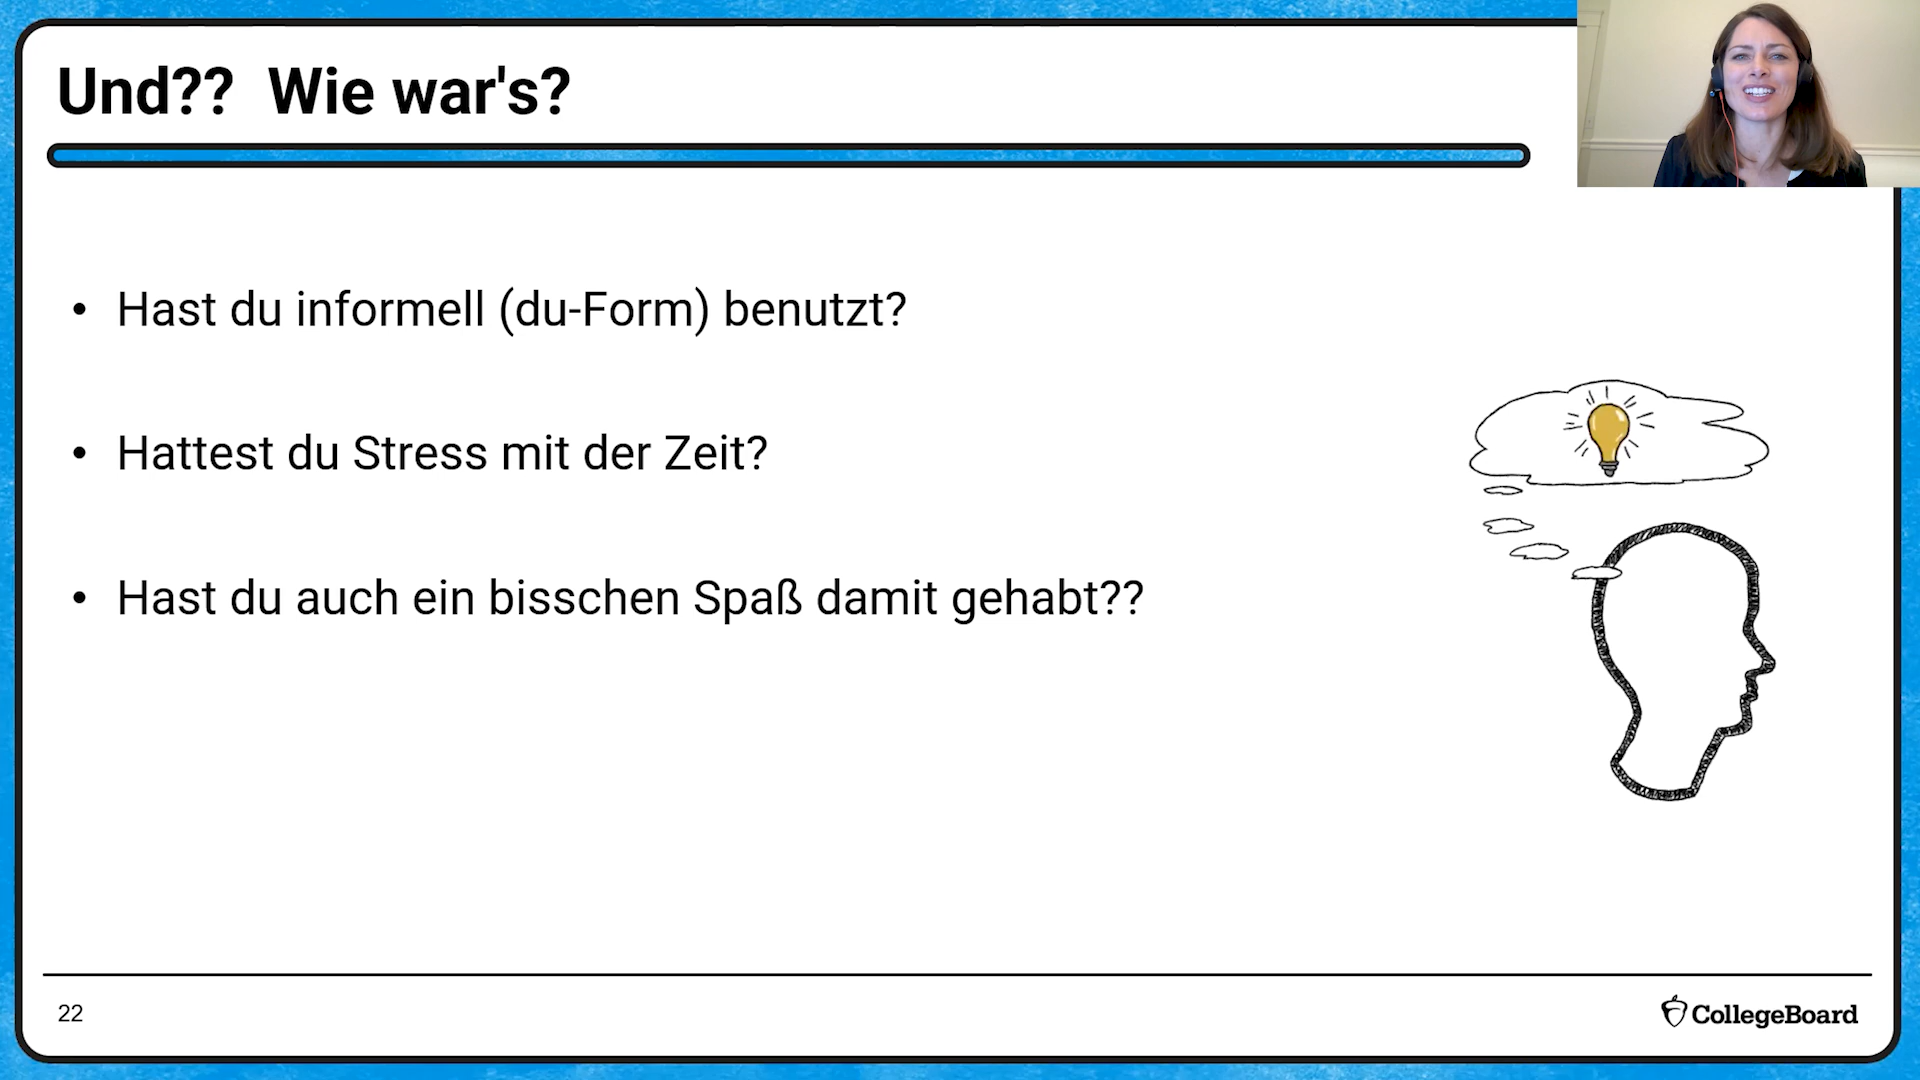 Und??  Wie war's?
• Hast du informell (du-Form) benutzt?
• Hattest du Stress mit der Zeit?
• Hast du auch ein bisschen Spaß damit gehabt??
22
CollegeBoard